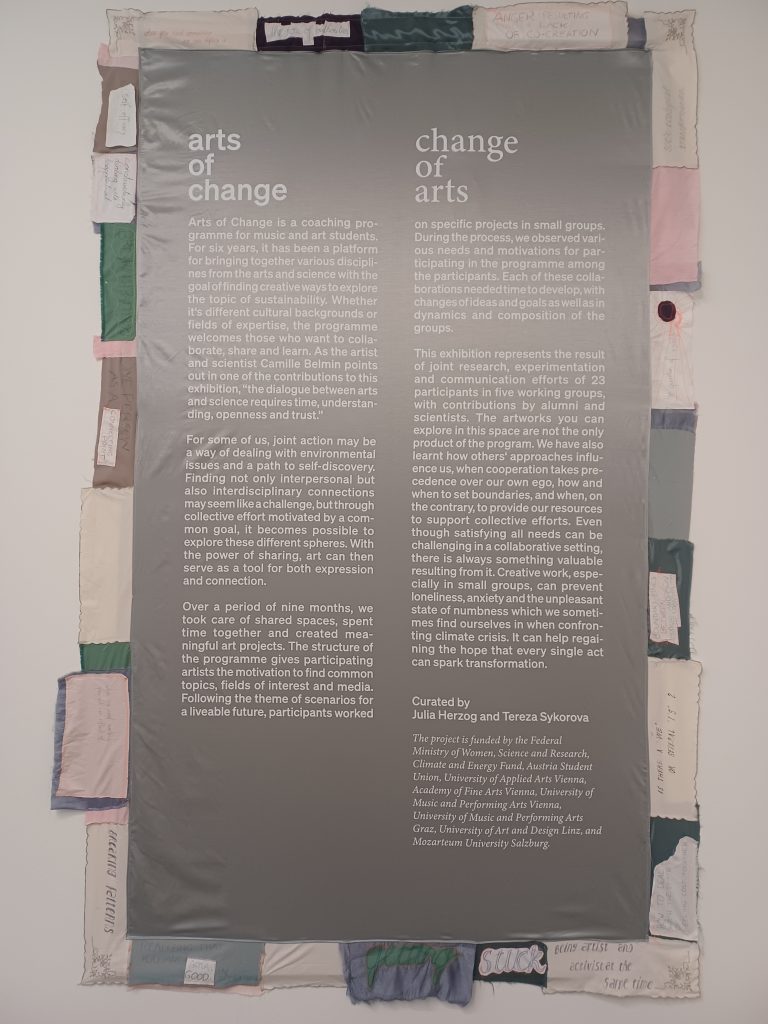 The role of
ANGER RESULTING
LACK
OF CO-CREATION
arts
of
change
Arts of Change is a coaching pro-
gramme for music and art students.
For six years, it has been a platform
for bringing together various discipli-
nes from the arts and science with the
goal of finding creative ways to explore
the topic of sustainability. Whether
it's different cultural backgrounds or
fields of expertise, the programme
welcomes those who want to colla-
borate, share and learn. As the artist
and scientist Camille Belmin points
out in one of the contributions to this
exhibition, "the dialogue between arts
and science requires time, understan-
ding, openness and trust."
For some of us, joint action may be
a way of dealing with environmental
issues and a path to self-discovery.
Finding not only interpersonal but
also interdisciplinary connections
may seem like a challenge, but through
collective effort motivated by a com-
mon goal, it becomes possible to
explore these different spheres. With
the power of sharing, art can then
serve as a tool for both expression
and connection.
Over a period of nine months, we
took care of shared spaces, spent
time together and created mea-
ningful art projects. The structure of
the programme gives participating
artists the motivation to find common
topics, fields of interest and media.
Following the theme of scenarios for
a liveable future, participants worked
change
of
arts
on specific projects in small groups.
During the process, we observed vari-
ous needs and motivations for par-
ticipating in the programme among
the participants. Each of these colla-
borations needed time to develop, with
changes of ideas and goals as well as in
dynamics and composition of the
groups.
This exhibition represents the result
of joint research, experimentation
and communication efforts of 23
participants in five working groups,
with contributions by alumni and
scientists. The artworks you can
explore in this space are not the only
product of the program. We have also
learnt how others' approaches influ-
ence us, when cooperation takes pre-
cedence over our own ego, how and
when to set boundaries, and when, on
the contrary, to provide our resources
to support collective efforts. Even
though satisfying all needs can be
challenging in a collaborative setting,
there is always something valuable
resulting from it. Creative work, espe-
cially in small groups, can prevent
loneliness, anxiety and the unpleasant
state of numbness which we someti-
mes find ourselves in when confron-
ting climate crisis. It can help regai-
ning the hope that every single act
can spark transformation.
Curated by
Julia Herzog and Tereza Sykorova
The project is funded by the Federal
Ministry of Women, Science and Research,
Climate and Energy Fund, Austria Student
Union, University of Applied Arts Vienna,
Academy of Fine Arts Vienna, University of
Music and Performing Arts Vienna,
University of Music and Performing Arts
Graz, University of Art and Design Linz, and
Mozarteum University Salzburg.
IS THERE A "WE"
OR SEVERAL "I'S" ?
GOOD
stuck
Being artist and
activist at the
same time